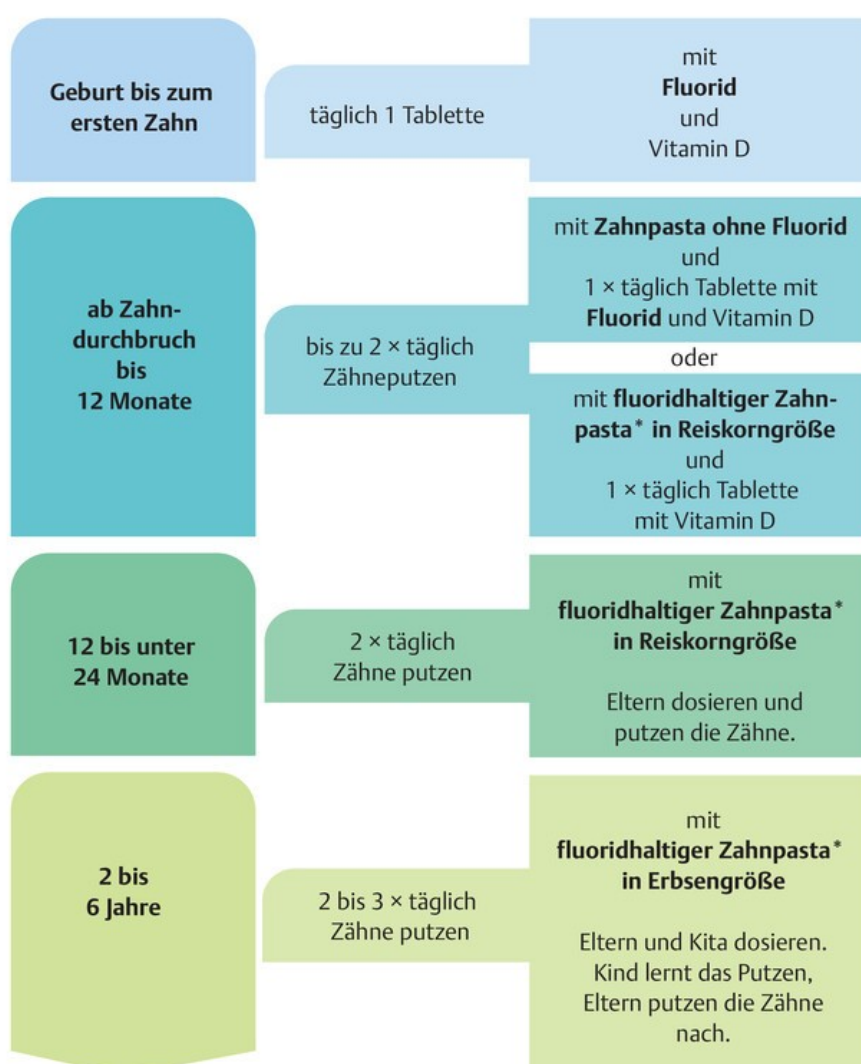 Geburt bis zum
ersten Zahn
täglich 1 Tablette
mit
Fluorid
und
Vitamin D
ab Zahn-
durchbruch
bis
12 Monate
bis zu 2 × täglich
Zähneputzen
mit Zahnpasta ohne Fluorid
und
1 × täglich Tablette mit
Fluorid und Vitamin D
oder
mit fluoridhaltiger Zahn-
pasta* in Reiskorngröße
und
1 × täglich Tablette
mit Vitamin D
12 bis unter
24 Monate
2 × täglich
Zähne putzen
mit
fluoridhaltiger Zahnpasta*
in Reiskorngröße
Eltern dosieren und
putzen die Zähne.
2 bis
6 Jahre
2 bis 3 × täglich
Zähne putzen
mit
fluoridhaltiger Zahnpasta*
in Erbsengröße
Eltern und Kita dosieren.
Kind lernt das Putzen,
Eltern putzen die Zähne
nach.